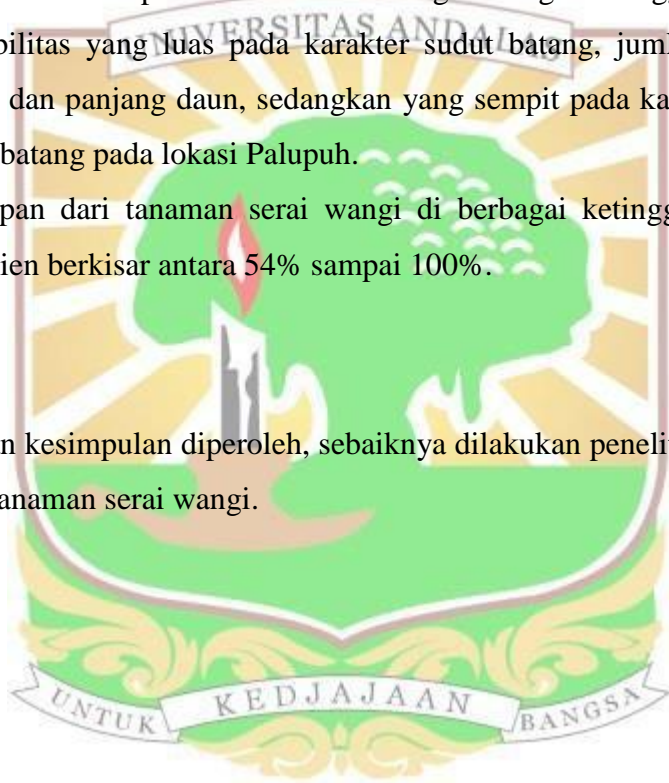 UNIVERSITAS ANDALAS
bilitas yang luas pada karakter sudut batang, juml
dan panjang daun, sedangkan yang sempit pada ka
batang pada lokasi Palupuh.
pan dari tanaman serai wangi di berbagai ketingg
ien berkisar antara 54% sampai 100%.
n kesimpulan diperoleh, sebaiknya dilakukan penelit
anaman serai wangi.
UNTUK KEDJAJAAN BANGSA